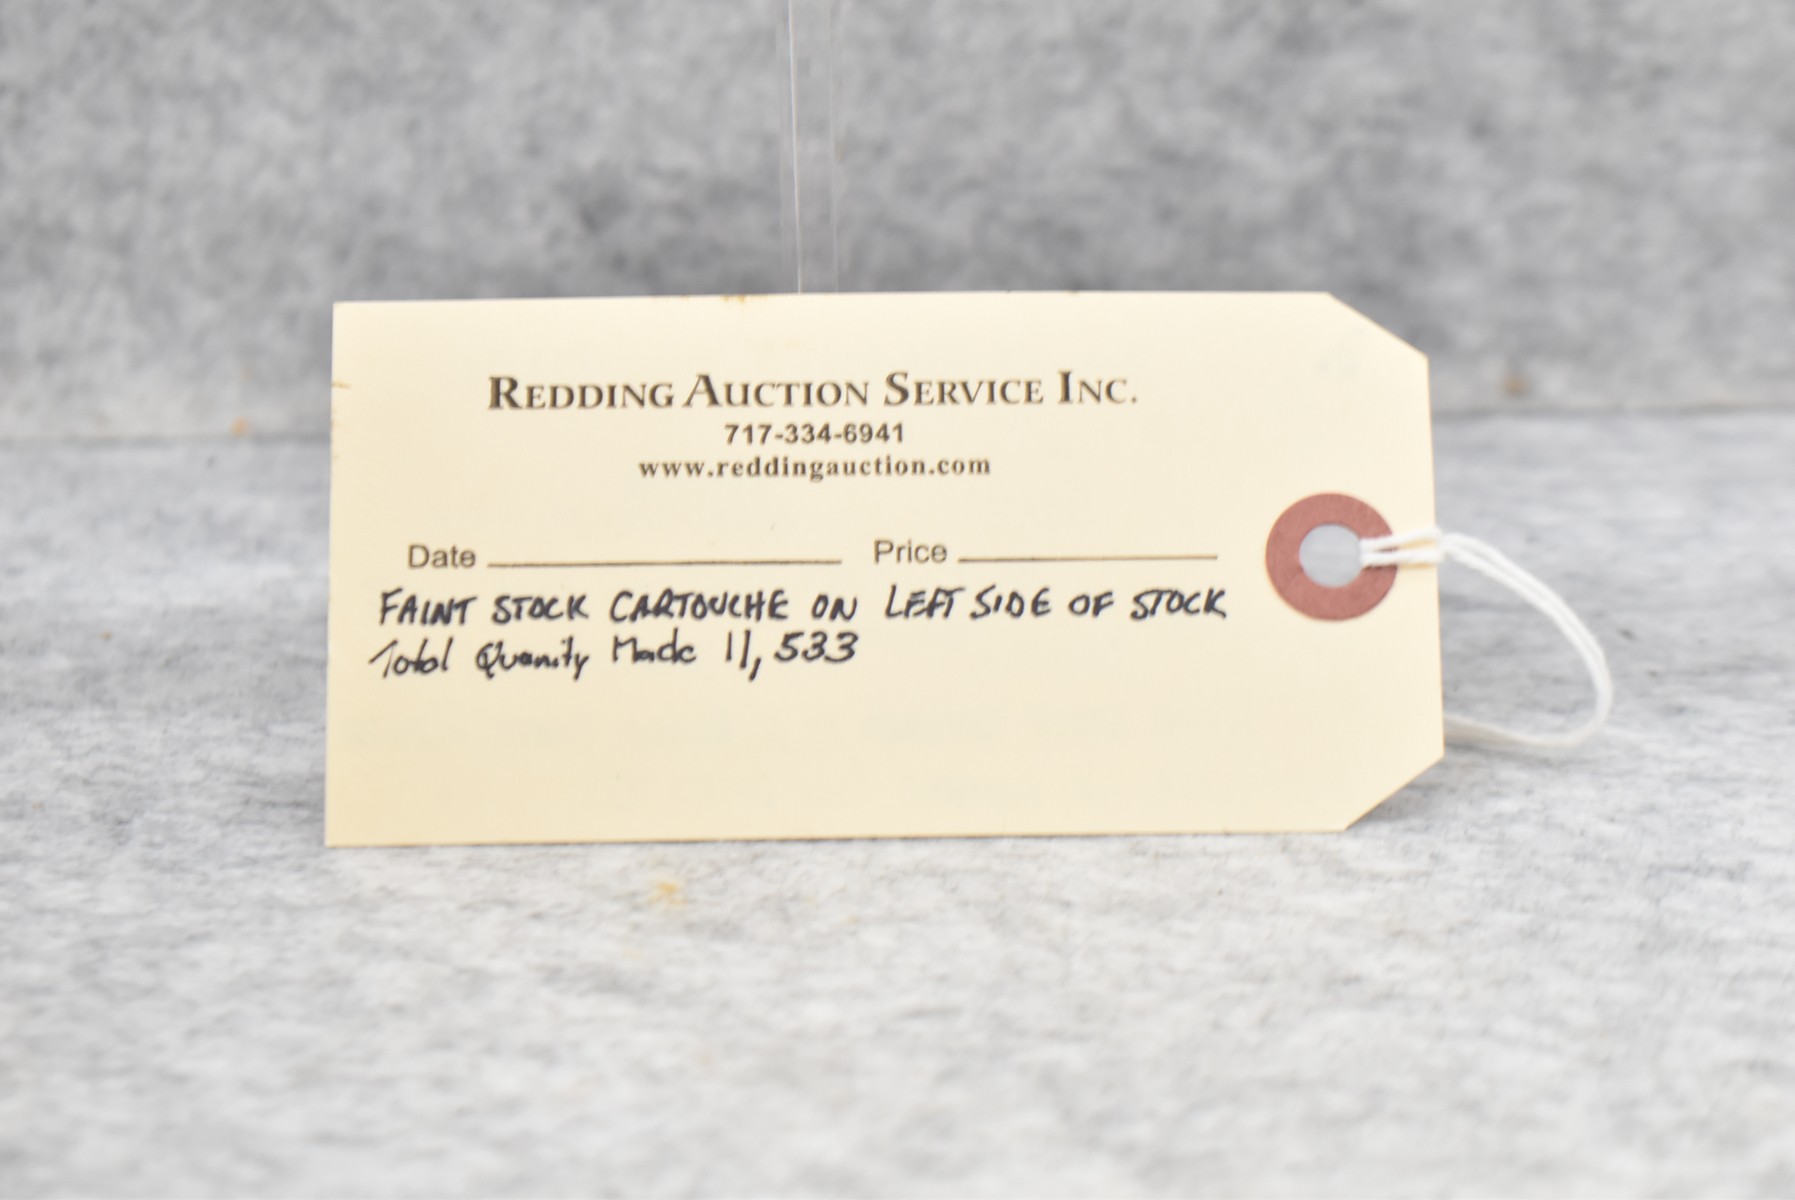 REDDING AUCTION SERVICE INC.
717-334-6941
www.reddingauction.com
Date Price
FAINT STOCK CARTOUCHE ON LEFT SIDE OF STOCK
Total Quanity Made 11,533